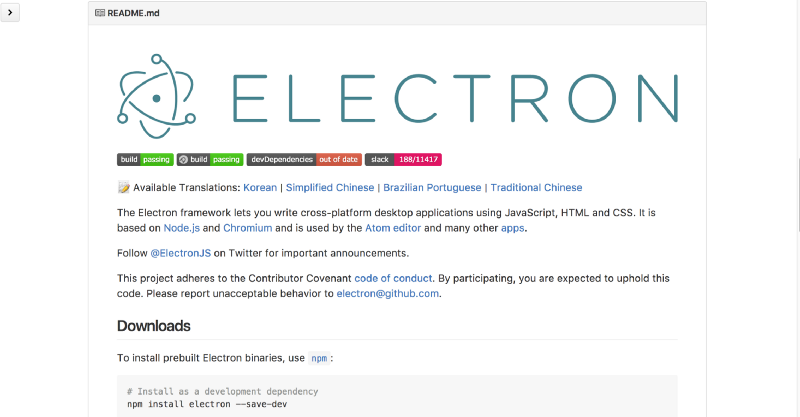 README.md
ELECTRON
build passing build passing devDependencies out of date slack 188/11417
Available Translations: Korean | Simplified Chinese | Brazilian Portuguese | Traditional Chinese
The Electron framework lets you write cross-platform desktop applications using JavaScript, HTML and CSS. It is
based on Node.js and Chromium and is used by the Atom editor and many other apps.
Follow @ElectronJS on Twitter for important announcements.
This project adheres to the Contributor Covenant code of conduct. By participating, you are expected to uphold this
code. Please report unacceptable behavior to electron@github.com.
Downloads
To install prebuilt Electron binaries, use npm:
# Install as a development dependency
npm install electron --save-dev